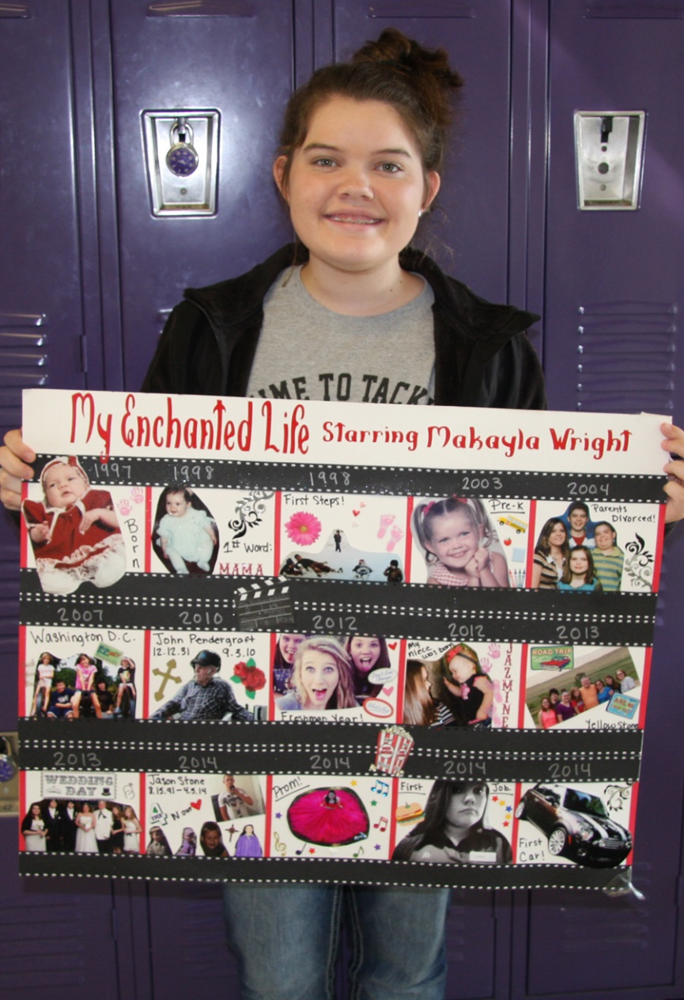 TIME TO TACK
My Enchanted Life Starring Makayla Wright
1997
1998
1998
2003
2004
Born
1st Word:
MAMA
First Steps!
Pre-K
Parents
Divorced!
2007
2010
2012
2012
2013
Washington D.C.
John Pendergraft
12.12.31 9.3.10
Freshman Year!
My
niece was born
JAZMINE
ROAD TRIP
ARE WE
Yellowstone
2013
2014
2014
2014
2014
WEDDING
DAY
Jason Stone
8.15.91-4.5.14
Now
Prom!
First Job
First
Car!